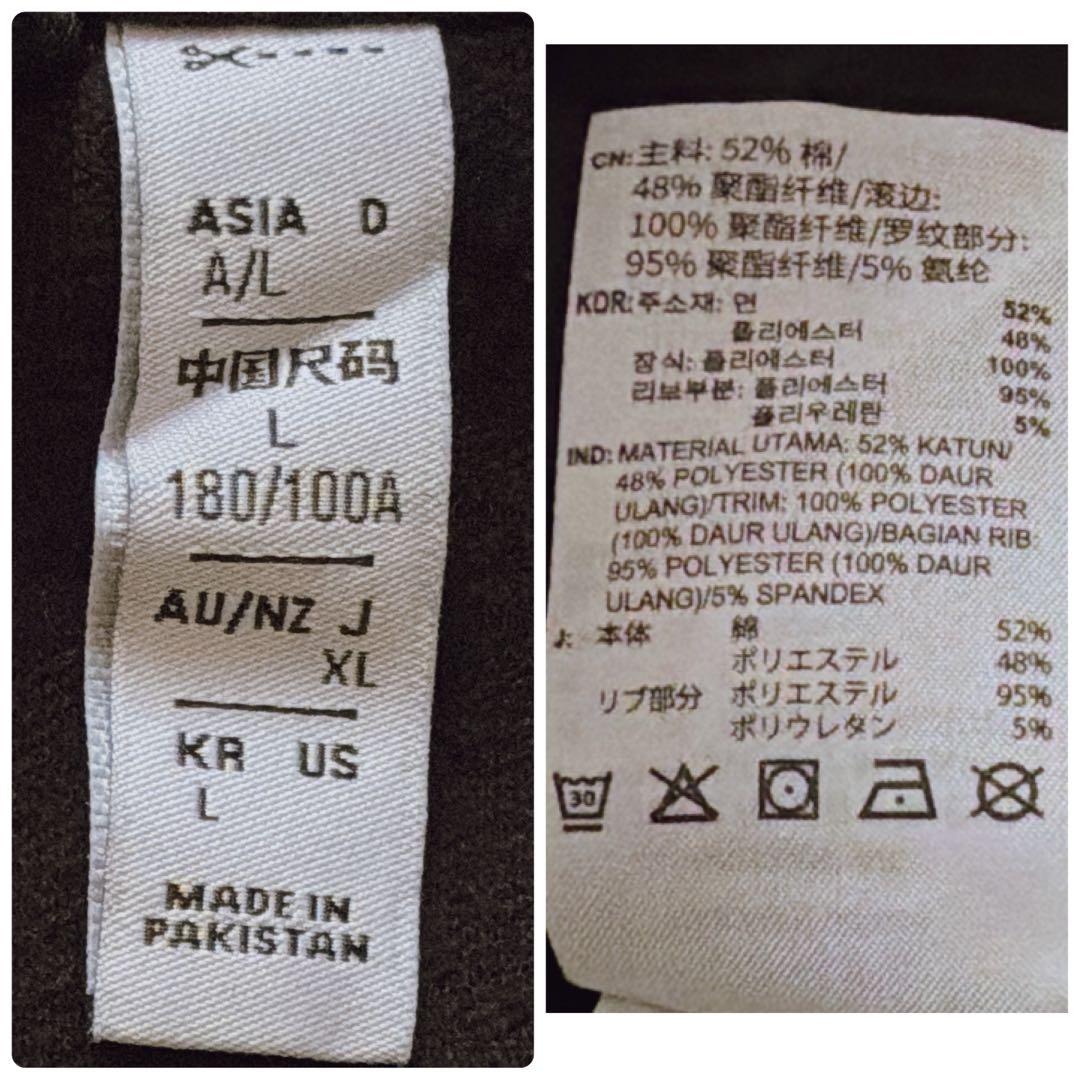 ASIA D
A/L
中国尺码
L
180/100A
AU/NZ J
XL
KR US
L
MADE IN
PAKISTAN
CN: 主料: 52% 棉/
48% 聚酯纤维/滚边:
100% 聚酯纤维/罗纹部分:
95% 聚酯纤维/5% 氨纶
KOR: 주소재: 면 52%
폴리에스터 48%
장식: 폴리에스터 100%
리브부분: 폴리에스터 95%
폴리우레탄 5%
IND: MATERIAL UTAMA: 52% KATUN/
48% POLYESTER (100% DAUR
ULANG)/TRIM: 100% POLYESTER
(100% DAUR ULANG)/BAGIAN RIB:
95% POLYESTER (100% DAUR
ULANG)/5% SPANDEX
J: 本体 綿 52%
ポリエステル 48%
リブ部分 ポリエステル 95%
ポリウレタン 5%
30